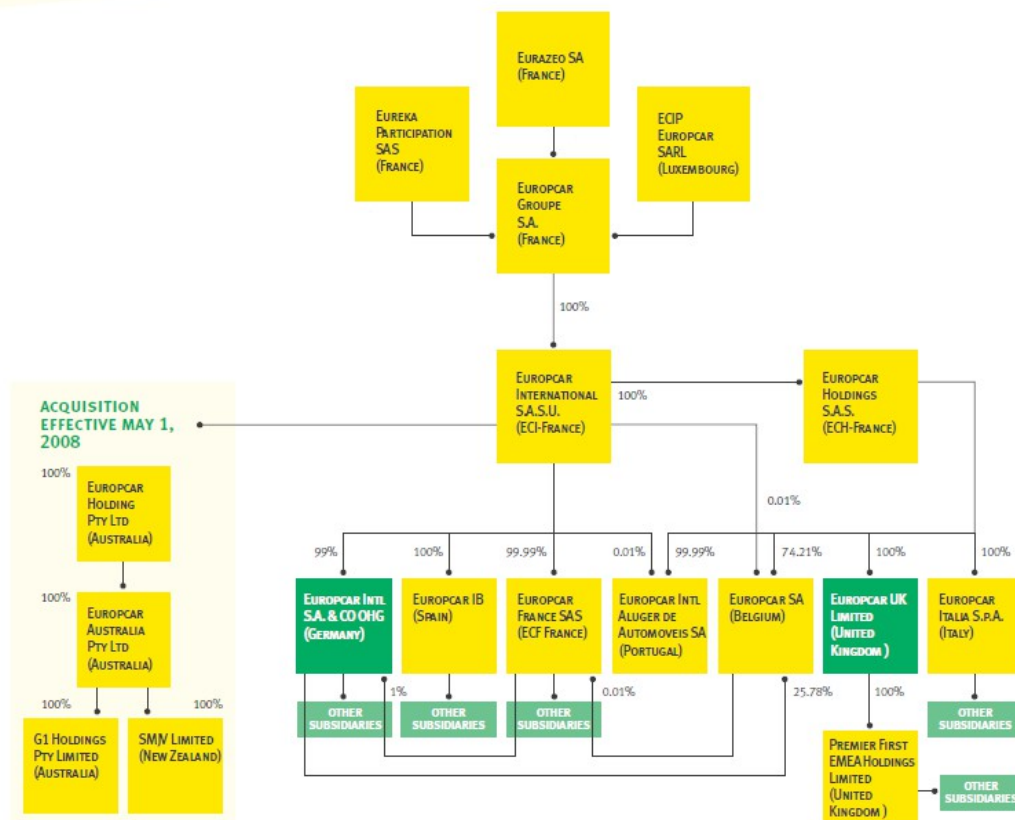 Eurazeo SA
(France)
Eureka
Participation
SAS
(France)
ECIP
Europcar
SARL
(Luxembourg)
Europcar
Groupe
S.A.
(France)
100%
Europcar
International
S.A.S.U.
(ECI-France)
100%
Europcar
Holdings
S.A.S.
(ECH-France)
Acquisition
effective May 1,
2008
100%
Europcar
Holding
Pty Ltd
(Australia)
100%
Europcar
Australia
Pty Ltd
(Australia)
100%
100%
G1 Holdings
Pty Limited
(Australia)
SMJV Limited
(New Zealand)
0.01%
99%
100%
99.99%
0.01%
99.99%
74.21%
100%
100%
Europcar Intl
S.A. & CO OHG
(Germany)
Europcar IB
(Spain)
Europcar
France SAS
(ECF France)
Europcar Intl
Aluger de
Automoveis SA
(Portugal)
Europcar SA
(Belgium)
Europcar UK
Limited
(United
Kingdom )
Europcar
Italia S.p.A.
(Italy)
1%
0.01%
25.78%
100%
Other
subsidiaries
Other
subsidiaries
Other
subsidiaries
Other
subsidiaries
Premier First
EMEA Holdings
Limited
(United
Kingdom )
Other
subsidiaries